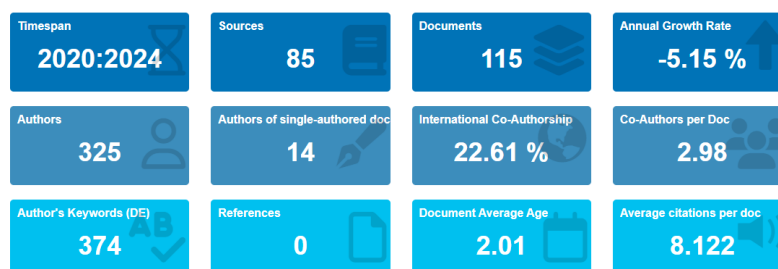 Timespan
2020:2024
Sources
85
Documents
115
Annual Growth Rate
-5.15 %
Authors
325
Authors of single-authored doc
14
International Co-Authorship
22.61 %
Co-Authors per Doc
2.98
Author's Keywords (DE)
374
References
0
Document Average Age
2.01
Average citations per doc
8.122
AB